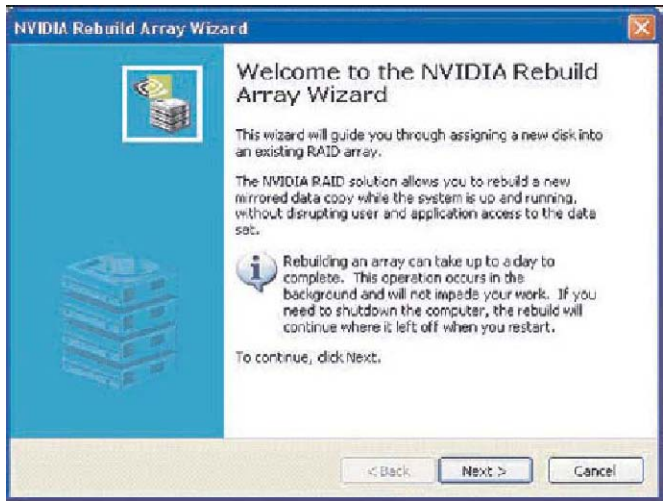 NVIDIA Rebuild Array Wizard
Welcome to the NVIDIA Rebuild
Array Wizard
This wizard will guide you through assigning a new disk into
an existing RAID array.
The NVIDIA RAID solution allows you to rebuild a new
mirrored data copy while the system is up and running,
without disrupting user and application access to the data
set.
Rebuilding an array can take up to a day to
complete. This operation occurs in the
background and will not impede your work. If you
need to shutdown the computer, the rebuild will
continue where it left off when you restart.
To continue, click Next.
< Back
Next >
Cancel